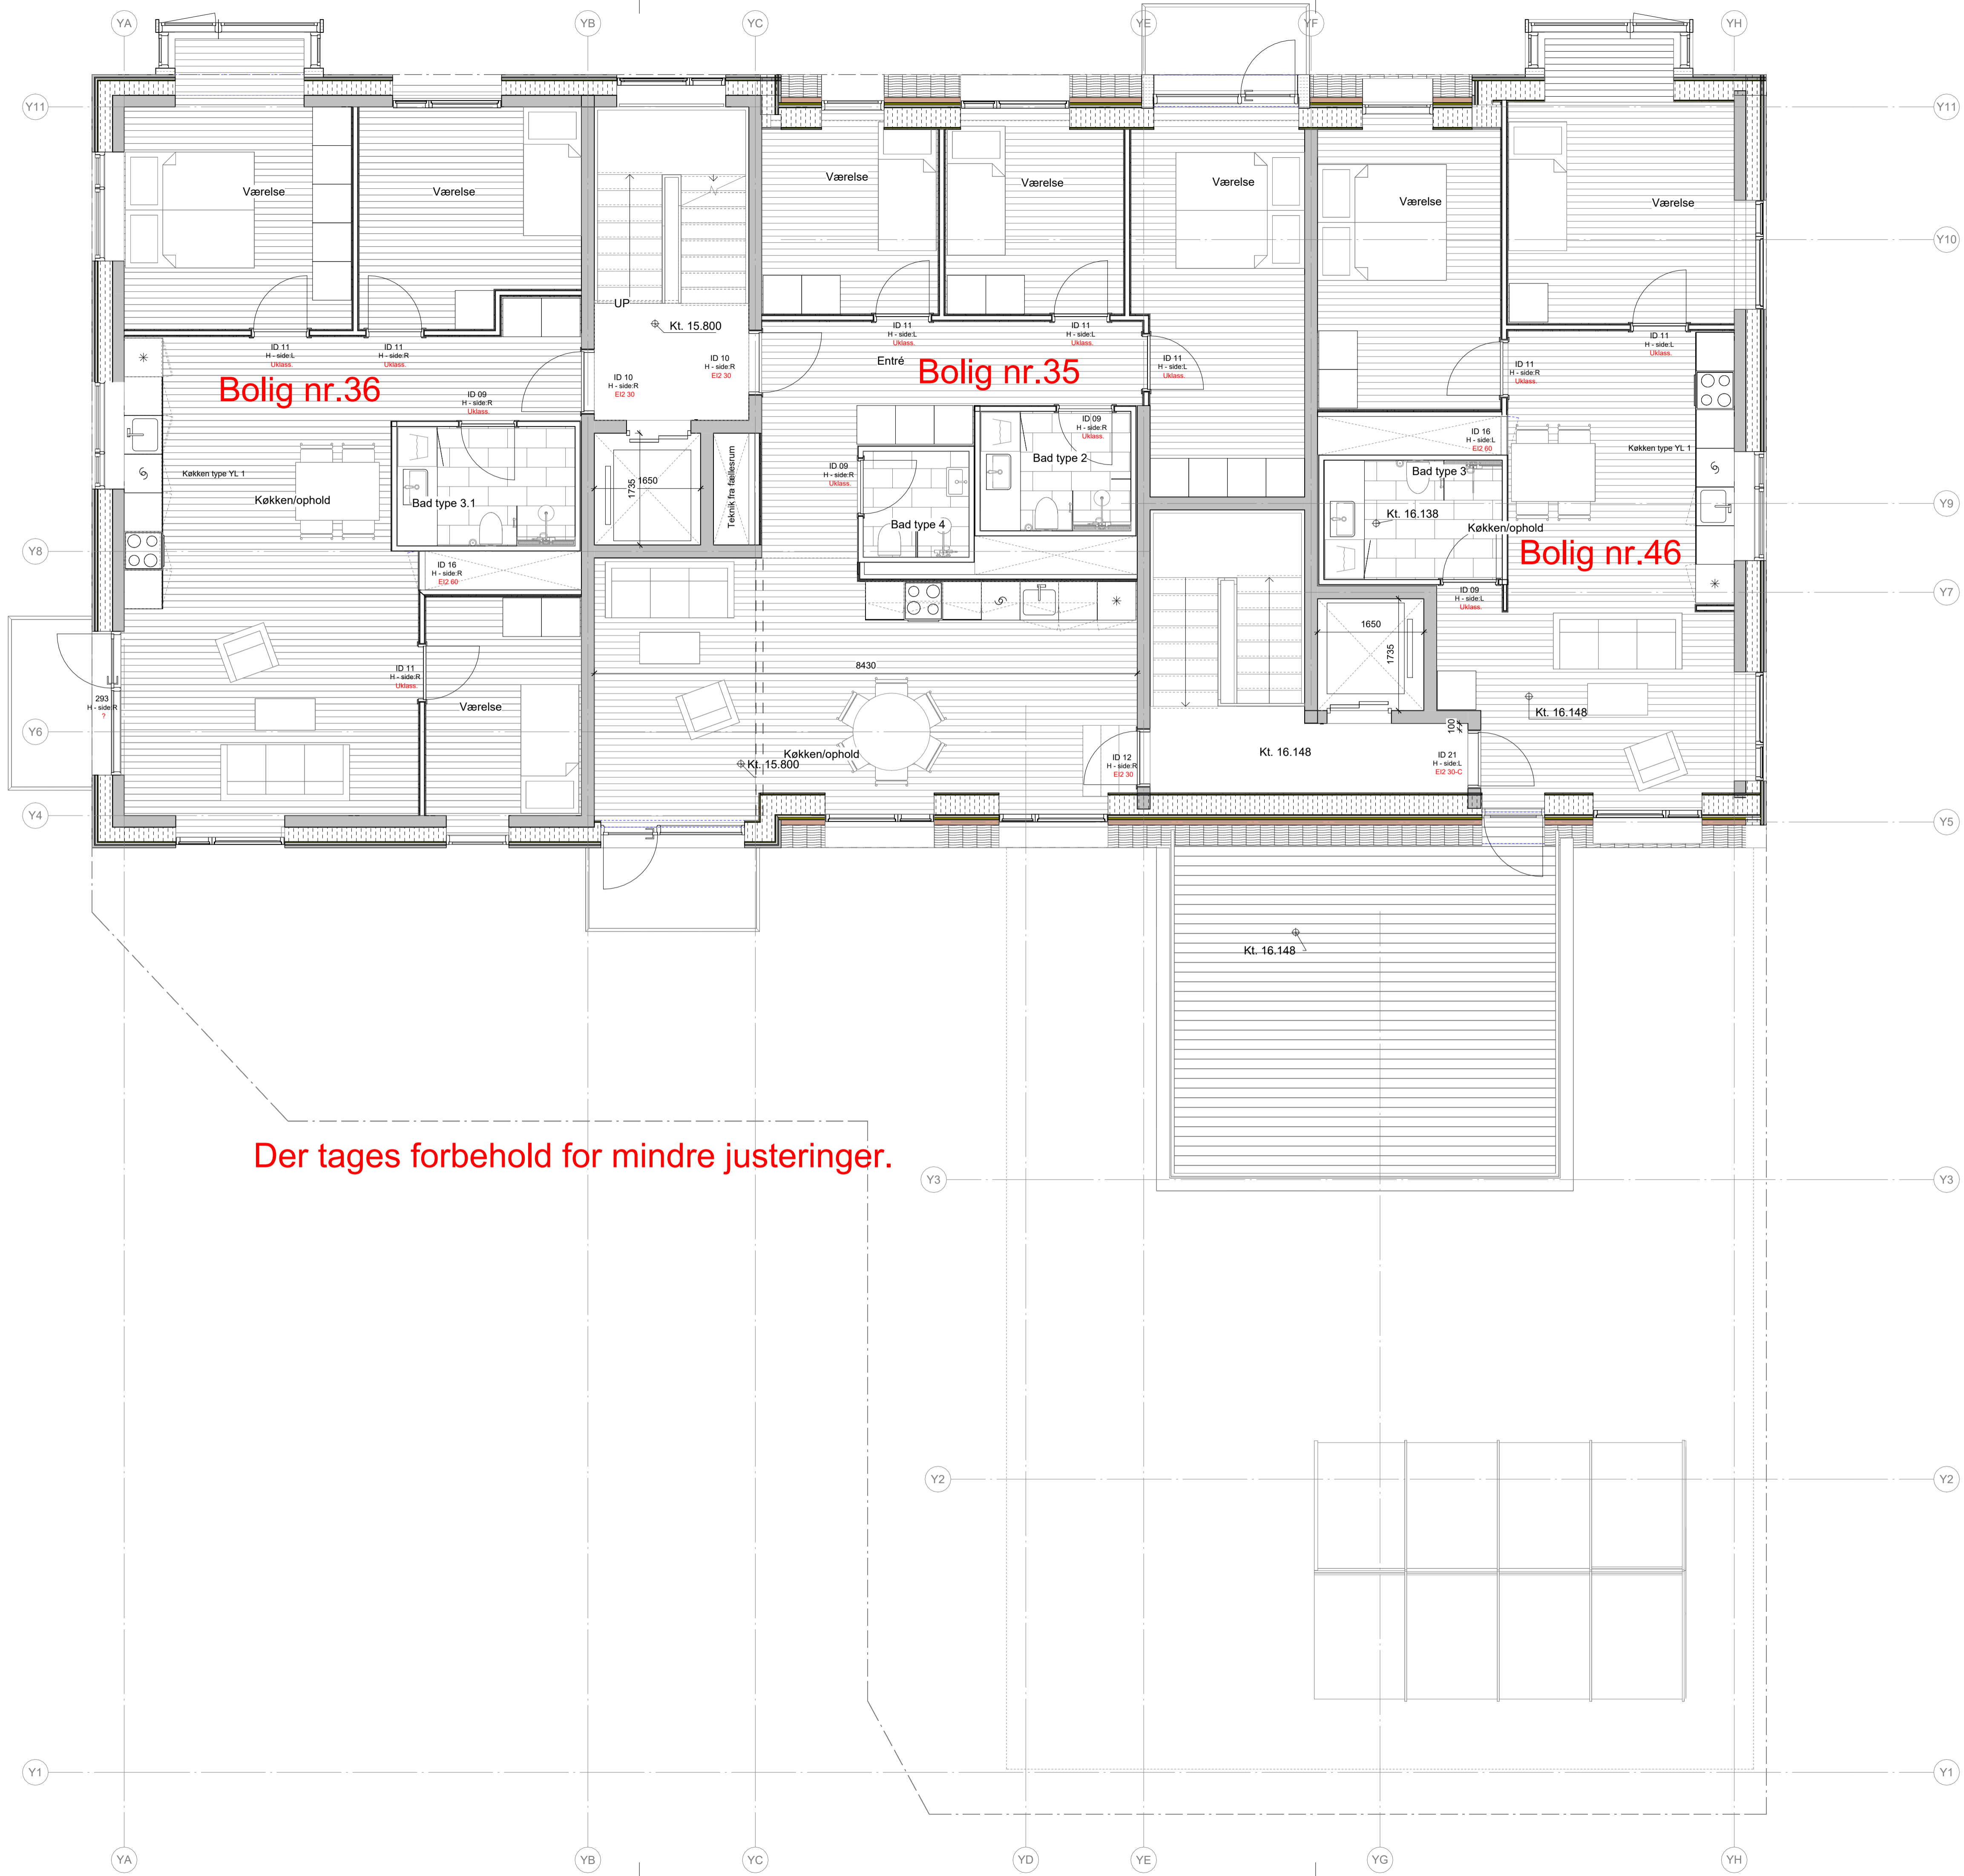 YA
YB
YC
YE
YF
YH
Y11
Y11
Værelse
Værelse
Værelse
Værelse
Værelse
Værelse
Værelse
Y10
UP
Kt. 15.800
ID 11
H - side:L
Uklass.
ID 11
H - side:R
Uklass.
ID 10
H - side:R
EI2 30
ID 10
H - side:R
EI2 30
Entré
ID 11
H - side:L
Uklass.
ID 11
H - side:L
Uklass.
ID 11
H - side:L
Uklass.
ID 11
H - side:R
Uklass.
ID 11
H - side:L
Uklass.
Bolig nr.36
Bolig nr.35
ID 09
H - side:R
Uklass.
ID 09
H - side:R
Uklass.
ID 16
H - side:L
EI2 60
Køkken type YL 1
Køkken type YL 1
Køkken/ophold
Bad type 3.1
1735
1650
Teknik fra fællesrum
ID 09
H - side:R
Uklass.
Bad type 2
Bad type 4
Bad type 3
Kt. 16.138
Køkken/ophold
Y9
Bolig nr.46
Y8
ID 16
H - side:R
EI2 60
ID 09
H - side:L
Uklass.
Y7
1650
1735
8430
ID 11
H - side:R
Uklass.
293
H - side:R
?
Værelse
Kt. 16.148
100
Y6
Køkken/ophold
Kt. 15.800
ID 12
H - side:R
EI2 30
Kt. 16.148
ID 21
H - side:L
EI2 30-C
Y4
Y5
Kt. 16.148
Der tages forbehold for mindre justeringer.
Y3
Y3
Y2
Y2
Y1
Y1
YA
YB
YC
YD
YE
YG
YH